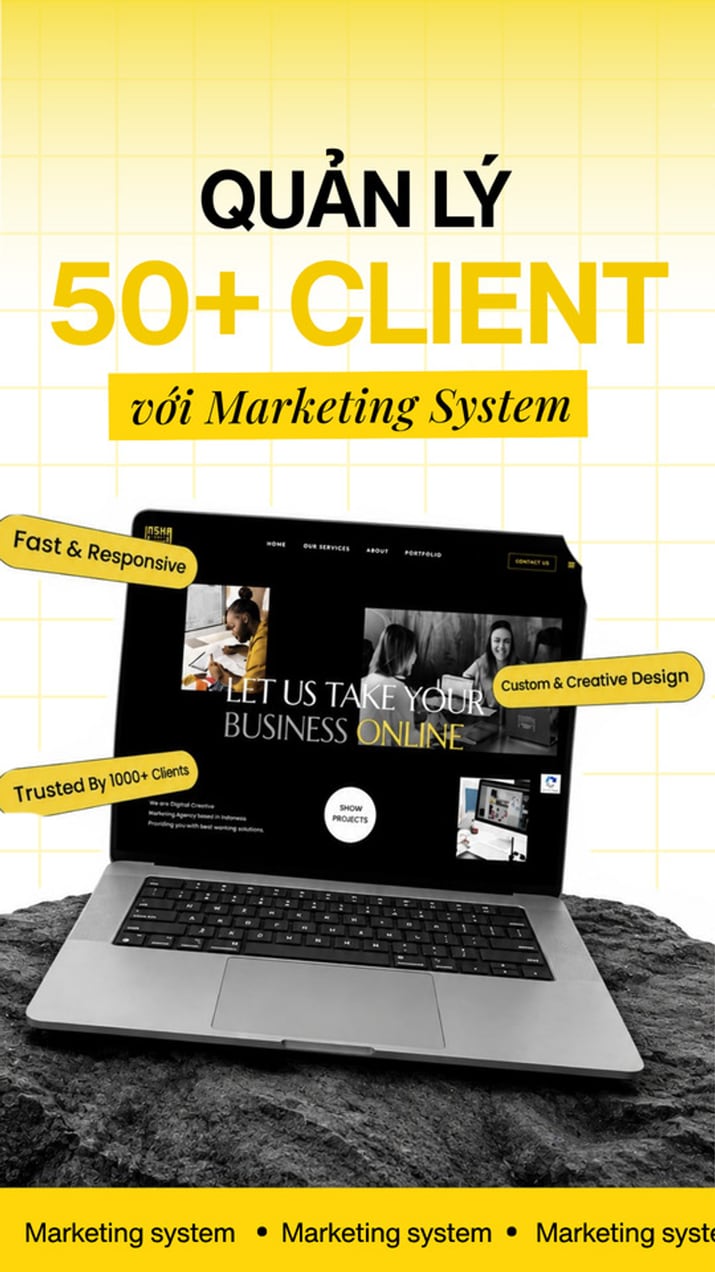 QUẢN LÝ
50+ CLIENT
với Marketing System
Fast & Responsive
INSHA
HOME OUR SERVICES ABOUT PORTFOLIO
CONTACT US
Custom & Creative Design
LET US TAKE YOUR
BUSINESS ONLINE
Trusted By 1000+ Clients
We are Digital Creative
Marketing Agency based in Indonesia
Providing you with best wanking solutions.
SHOW
PROJECTS
Marketing system • Marketing system • Marketing syste